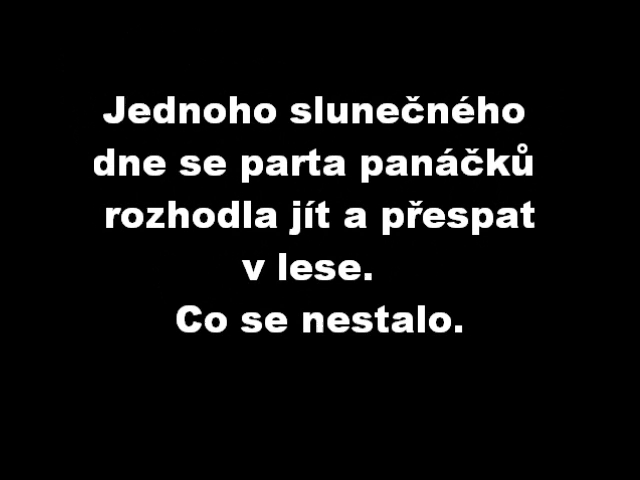 Jednoho slunečného
dne se parta panáčků
rozhodla jít a přespat
v lese.
Co se nestalo.